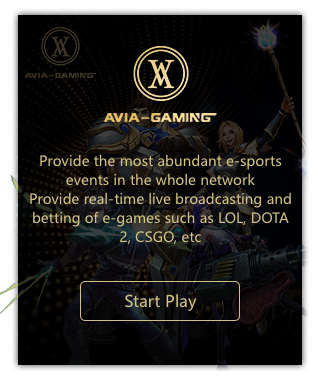 AVIA-GAMING
AVIA-GAMING
Provide the most abundant e-sports
events in the whole network
Provide real-time live broadcasting and
betting of e-games such as LOL, DOTA
2, CSGO, etc
Start Play